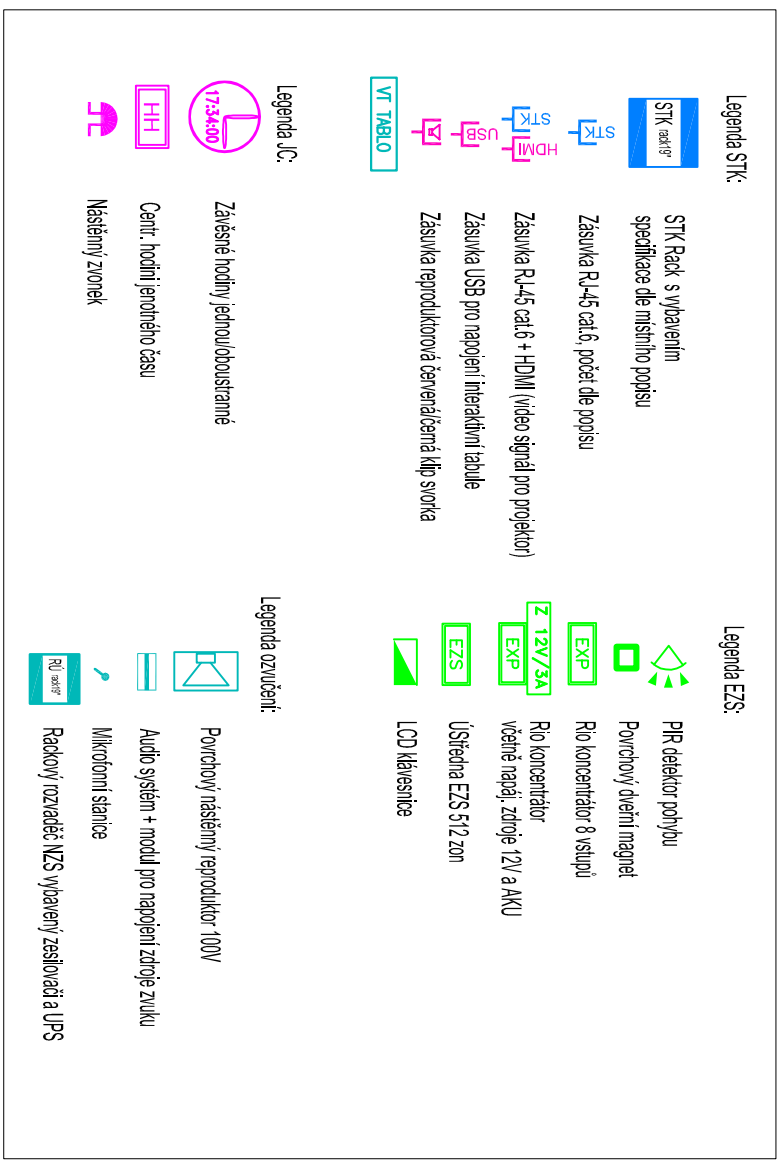 Legenda STK:
STK rack19"
STK Rack s vybavením
specifikace dle místního popisu
STK
Zásuvka RJ-45 cat.6, počet dle popisu
STK
HDMI
Zásuvka RJ-45 cat.6 + HDMI (video signál pro projektor)
USB
Zásuvka USB pro napojení interaktivní tabule
Zásuvka reproduktorová červená/černá klip svorka
VT TABLO
Legenda EZS:
PIR detektor pohybu
Povrchový dveřní magnet
EXP
Rio koncentrátor 8 vstupů
Z 12V/3A
EXP
Rio koncentrátor
včetně napáj. zdroje 12V a AKU
EZS
ÚStředna EZS 512 zon
LCD klávesnice
Legenda JC:
17:34:00
Závěsné hodiny jednou/oboustranné
HH
Centr. hodini jenotného času
Nástěnný zvonek
Legenda ozvučení:
Povrchový nástěnný reproduktor 100V
Audio systém + modul pro napojení zdroje zvuku
Mikrofonní stanice
RÚ rack19"
Rackový rozvaděč NZS vybavený zesilovači a UPS